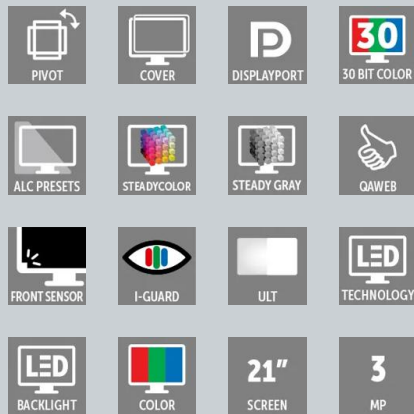 PIVOT
COVER
D
DISPLAYPORT
30
30 BIT COLOR
ALC PRESETS
STEADYCOLOR
STEADY GRAY
QAWEB
FRONT SENSOR
I-GUARD
ULT
LED
TECHNOLOGY
LED
BACKLIGHT
COLOR
21"
SCREEN
3
MP